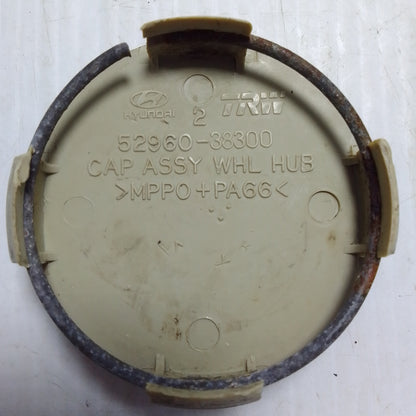 HYUNDAI 2 TRW
52960-38300
CAP ASSY WHL HUB
>MPPO+PA66<